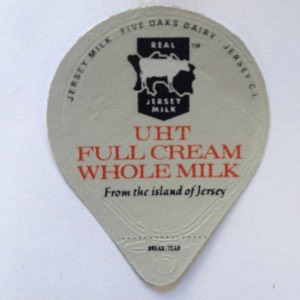 JERSEY MILK · FIVE OAKS DAIRY · JERSEY C.I.
REAL
TM
JERSEY
MILK
UHT
FULL CREAM
WHOLE MILK
From the island of Jersey
BREAK/TEAR